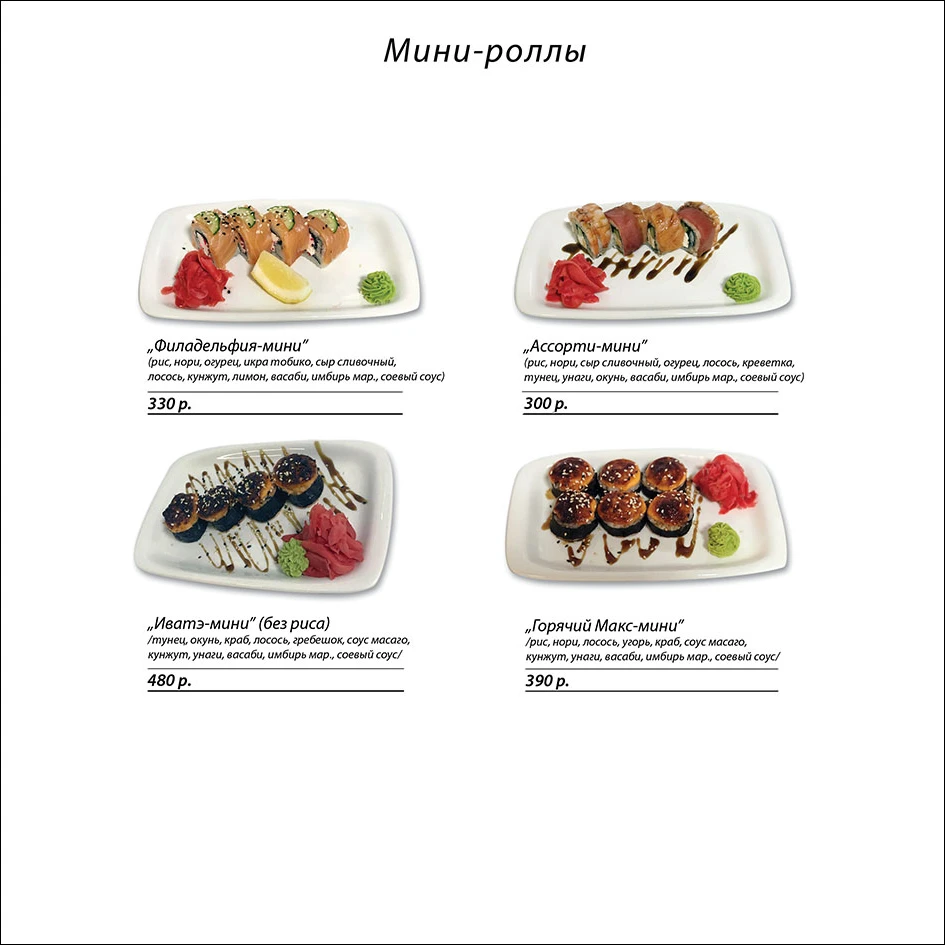 Мини-роллы
„Филадельфия-мини”
(рис, нори, огурец, икра тобико, сыр сливочный,
лосось, кунжут, лимон, васаби, имбирь мар., соевый соус)
330 р.
„Ассорти-мини”
(рис, нори, сыр сливочный, огурец, лосось, креветка,
тунец, унаги, окунь, васаби, имбирь мар., соевый соус)
300 р.
„Иватэ-мини” (без риса)
/тунец, окунь, краб, лосось, гребешок, соус масаго,
кунжут, унаги, васаби, имбирь мар., соевый соус/
480 р.
„Горячий Макс-мини”
/рис, нори, лосось, угорь, краб, соус масаго,
кунжут, унаги, васаби, имбирь мар., соевый соус/
390 р.